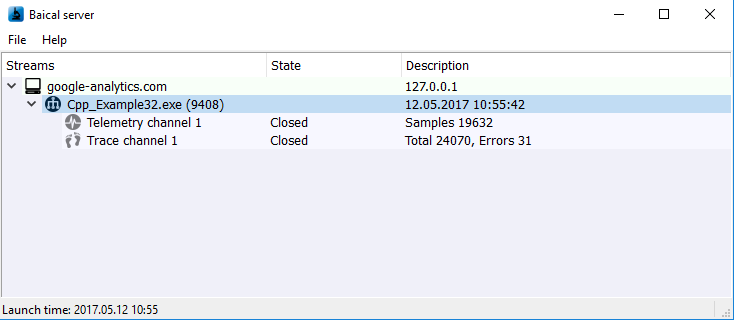 Baical server
File Help
Streams State Description
google-analytics.com 127.0.0.1
Cpp_Example32.exe (9408) 12.05.2017 10:55:42
Telemetry channel 1 Closed Samples 19632
Trace channel 1 Closed Total 24070, Errors 31
Launch time: 2017.05.12 10:55